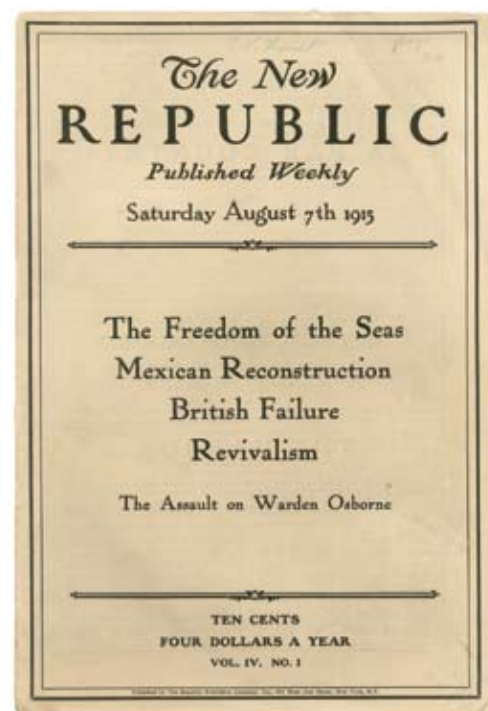 The New
REPUBLIC
Published Weekly
Saturday August 7th 1915
The Freedom of the Seas
Mexican Reconstruction
British Failure
Revivalism
The Assault on Warden Osborne
TEN CENTS
FOUR DOLLARS A YEAR
VOL. IV. NO. 1